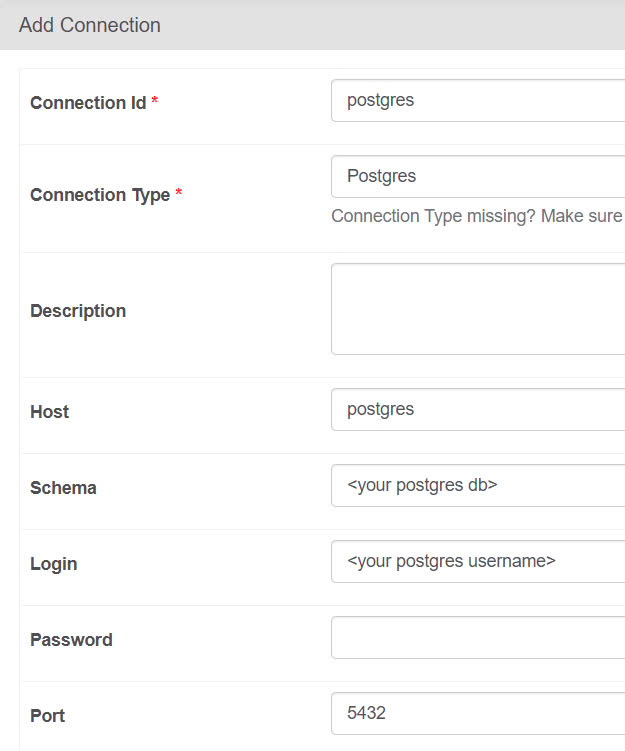 Add Connection
Connection Id *
postgres
Connection Type *
Postgres
Connection Type missing? Make sure
Description
Host
postgres
Schema
<your postgres db>
Login
<your postgres username>
Password
Port
5432